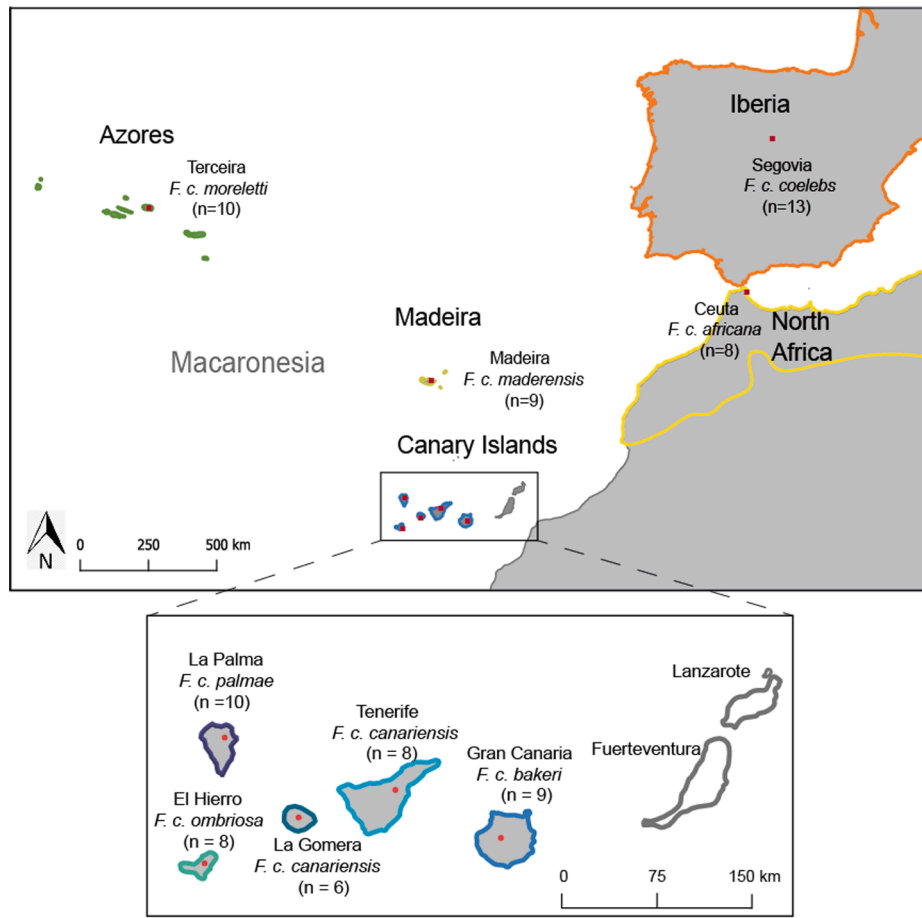 Azores
Terceira
F. c. moreletti
(n=10)
Iberia
Segovia
F. c. coelebs
(n=13)
Ceuta
F. c. africana
(n=8)
North
Africa
Madeira
Macaronesia
Madeira
F. c. maderensis
(n=9)
Canary Islands
N
0 250 500 km
La Palma
F. c. palmae
(n =10)
Tenerife
F. c. canariensis
(n = 8)
Gran Canaria
F. c. bakeri
(n = 9)
Lanzarote
Fuerteventura
El Hierro
F. c. ombriosa
(n = 8)
La Gomera
F. c. canariensis
(n = 6)
0 75 150 km